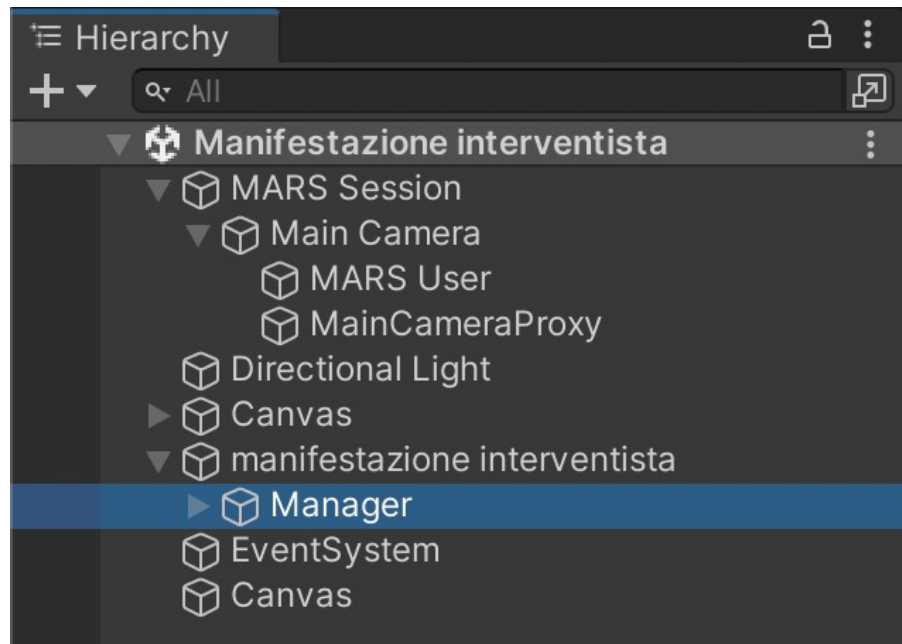 Hierarchy
All
Manifestazione interventista
MARS Session
Main Camera
MARS User
MainCameraProxy
Directional Light
Canvas
manifestazione interventista
Manager
EventSystem
Canvas